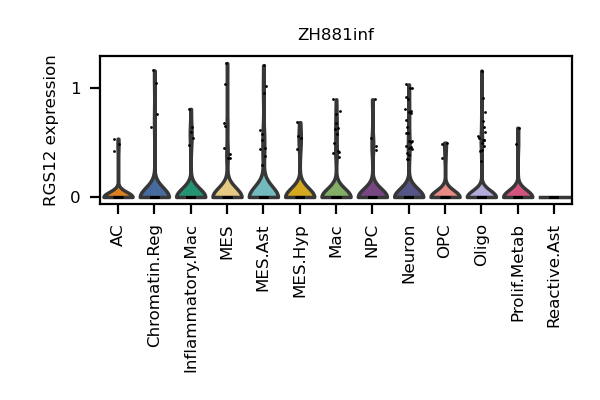 ZH881inf
RGS12 expression
1
0
AC
Chromatin.Reg
Inflammatory.Mac
MES
MES.Ast
MES.Hyp
Mac
NPC
Neuron
OPC
Oligo
Prolif.Metab
Reactive.Ast